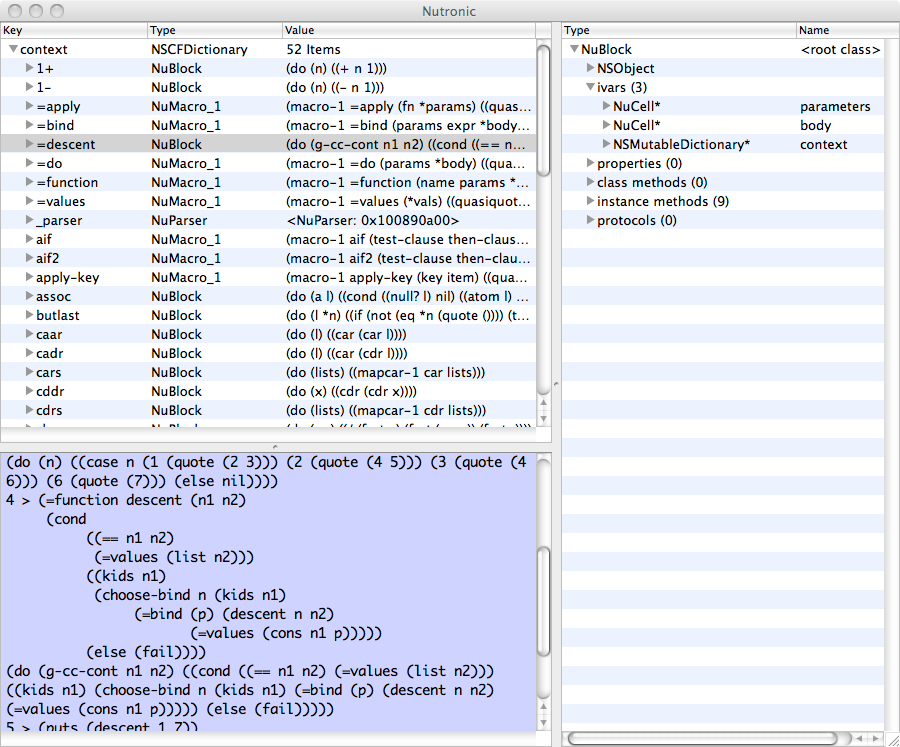 Nutronic
Key Type Value
context NSCFDictionary 52 Items
1+ NuBlock (do (n) ((+ n 1)))
1- NuBlock (do (n) ((- n 1)))
=apply NuMacro_1 (macro-1 =apply (fn *params) ((quas...
=bind NuMacro_1 (macro-1 =bind (params expr *body...
=descent NuBlock (do (g-cc-cont n1 n2) ((cond ((== n...
=do NuMacro_1 (macro-1 =do (params *body) ((qua...
=function NuMacro_1 (macro-1 =function (name params *...
=values NuMacro_1 (macro-1 =values (*vals) ((quasiquot...
_parser NuParser <NuParser: 0x100890a00>
aif NuMacro_1 (macro-1 aif (test-clause then-claus...
aif2 NuMacro_1 (macro-1 aif2 (test-clause then-clau...
apply-key NuMacro_1 (macro-1 apply-key (key item) ((qua...
assoc NuBlock (do (a l) ((cond ((null? l) nil) ((atom l) ...
butlast NuBlock (do (l *n) ((if (not (eq *n (quote ()))) (t...
caar NuBlock (do (l) ((car (car l))))
cadr NuBlock (do (l) ((car (cdr l))))
cars NuBlock (do (lists) ((mapcar-1 car lists)))
cddr NuBlock (do (x) ((cdr (cdr x))))
cdrs NuBlock (do (lists) ((mapcar-1 cdr lists)))
(do (n) ((case n (1 (quote (2 3))) (2 (quote (4 5))) (3 (quote (4
6))) (6 (quote (7))) (else nil))))
4 > (=function descent (n1 n2)
(cond
((== n1 n2)
(=values (list n2)))
((kids n1)
(choose-bind n (kids n1)
(=bind (p) (descent n n2)
(=values (cons n1 p)))))
(else (fail))))
(do (g-cc-cont n1 n2) ((cond ((== n1 n2) (=values (list n2)))
((kids n1) (choose-bind n (kids n1) (=bind (p) (descent n n2)
(=values (cons n1 p))))) (else (fail)))))
5 > (puts (descent 1 7))
Type Name
NuBlock <root class>
NSObject
ivars (3)
NuCell* parameters
NuCell* body
NSMutableDictionary* context
properties (0)
class methods (0)
instance methods (9)
protocols (0)